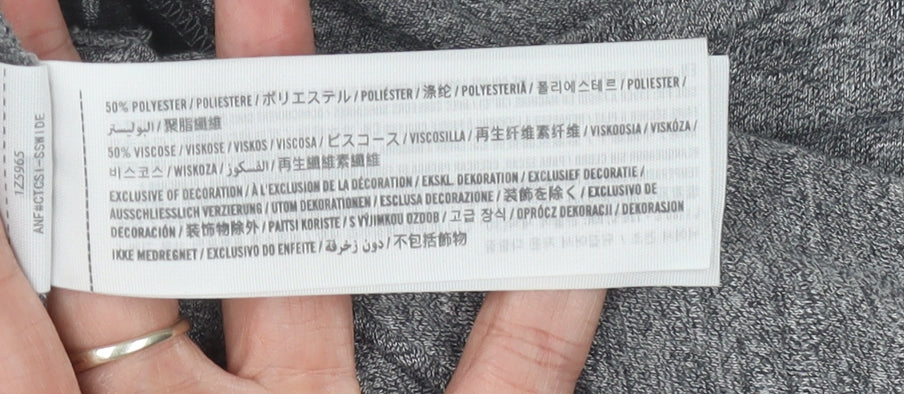 50% POLYESTER / POLIESTERE / ポリエステル / POLIÉSTER / 涤纶 / POLYESTERIÄ / 폴리에스테르 / POLIESTER /
البوليستر / 聚脂纖維
50% VISCOSE / VISKOSE / VISKOS / VISCOSA / ビスコース / VISCOSILLA / 再生纤维素纤维 / VISKOOSIA / VISKÓZA /
비스코스 / WISKOZA / الفسكوز / 再生纖維素纖維
EXCLUSIVE OF DECORATION / À L'EXCLUSION DE LA DÉCORATION / EKSKL. DEKORATION / EXCLUSIEF DECORATIE /
AUSSCHLIESSLICH VERZIERUNG / UTOM DEKORATIONEN / ESCLUSA DECORAZIONE / 装飾を除く / EXCLUSIVO DE
DECORACIÓN / 装饰物除外 / PAITSI KORISTE / S VÝJIMKOU OZDOB / 고급 장식 / OPRÓCZ DEKORACJI / DEKORASJON
IKKE MEDREGNET / EXCLUSIVO DO ENFEITE / دون زخرفة / 不包括飾物
1Z5965
ANF#CTCSI-SSWIDE